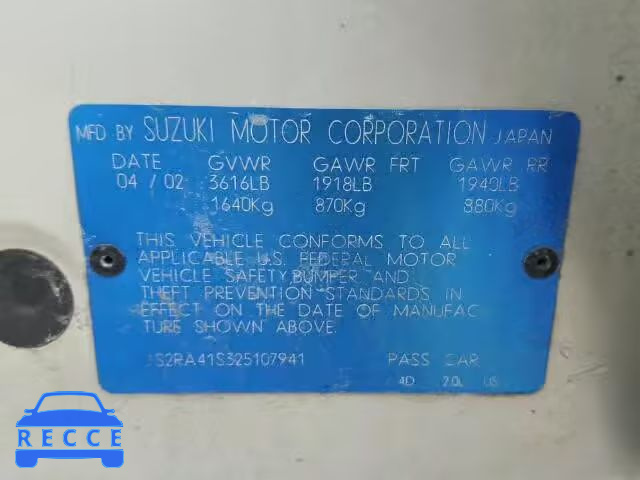 MFD BY SUZUKI MOTOR CORPORATION JAPAN
DATE GVWR GAWR FRT GAWR RR
04 / 02 3616LB 1918LB 1940LB
1640Kg 870Kg 880Kg
THIS VEHICLE CONFORMS TO ALL
APPLICABLE U.S. FEDERAL MOTOR
VEHICLE SAFETY BUMPER AND
THEFT PREVENTION STANDARDS IN
EFFECT ON THE DATE OF MANUFAC
TURE SHOWN ABOVE.
JS2RA41S325107941 PASS CAR
4D 2.0L US
RECCE